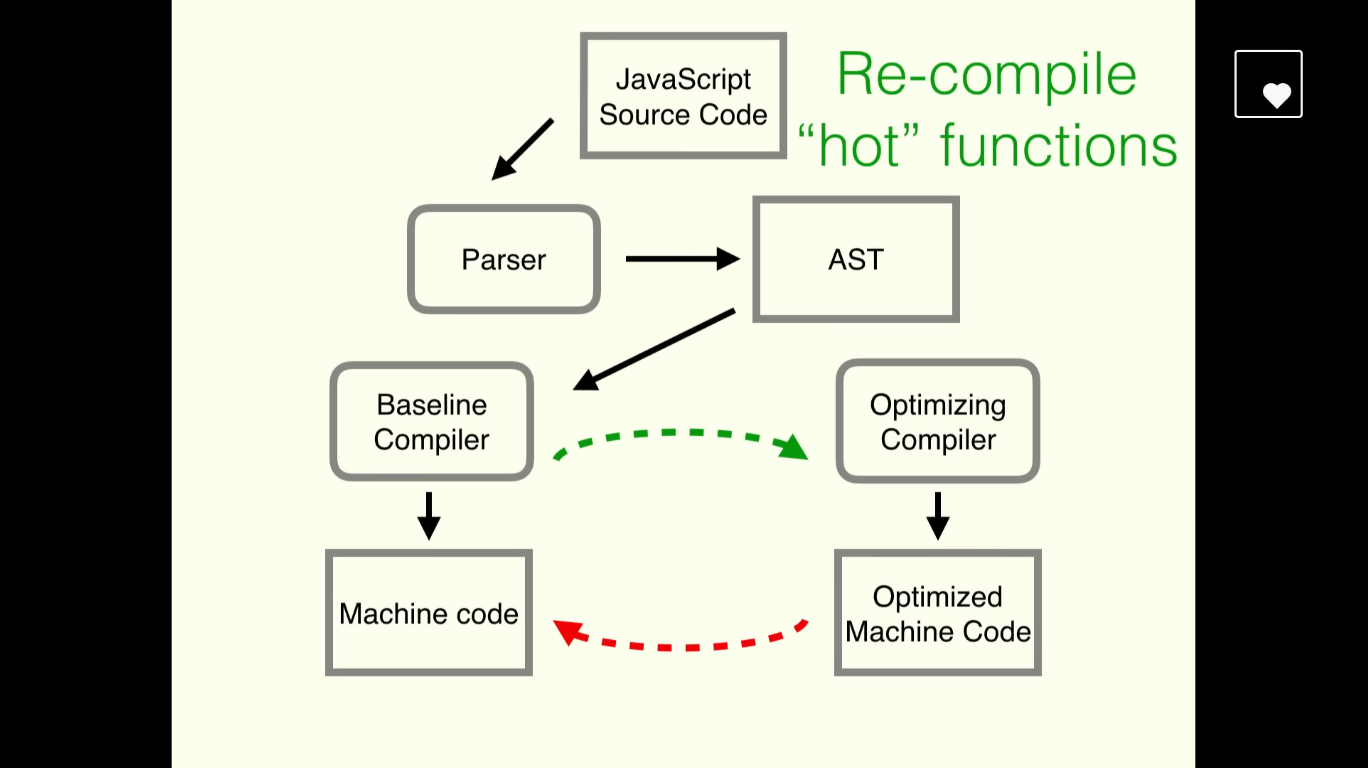 JavaScript
Source Code
Re-compile
“hot” functions
Parser
AST
Baseline
Compiler
Optimizing
Compiler
Machine code
Optimized
Machine Code